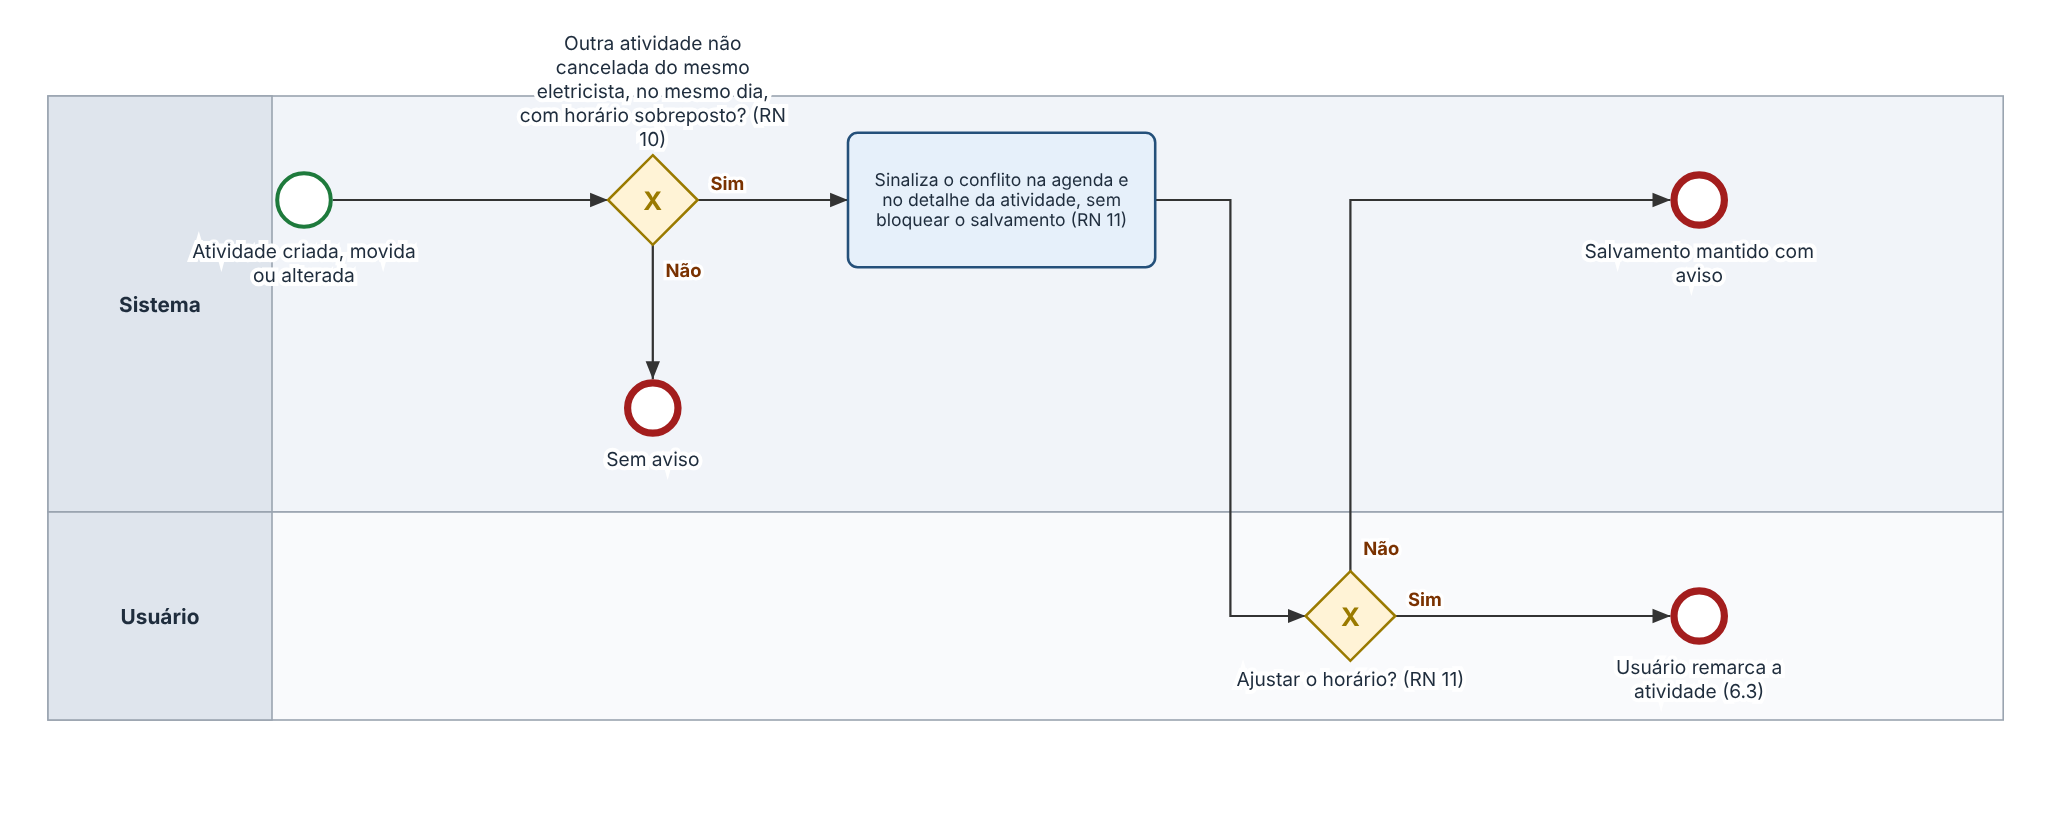 Outra atividade não
cancelada do mesmo
eletricista, no mesmo dia,
com horário sobreposto? (RN
10)
Sistema
Atividade criada, movida
ou alterada
X
Sim
Não
Sem aviso
Sinaliza o conflito na agenda e
no detalhe da atividade, sem
bloquear o salvamento (RN 11)
Salvamento mantido com
aviso
Usuário
Não
X
Sim
Ajustar o horário? (RN 11)
Usuário remarca a
atividade (6.3)